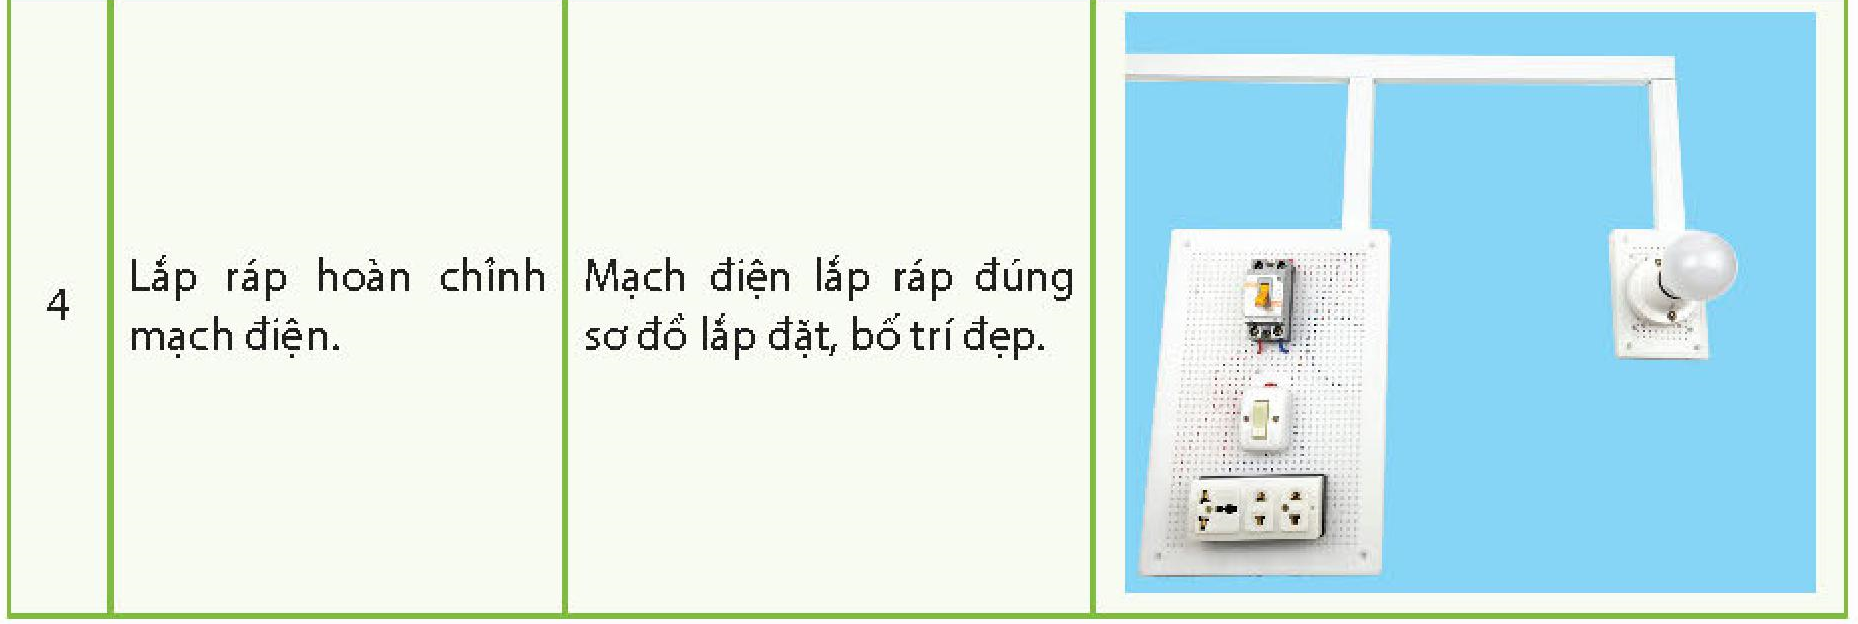 4
Lắp ráp hoàn chỉnh
mạch điện.
Mạch điện lắp ráp đúng
sơ đồ lắp đặt, bố trí đẹp.